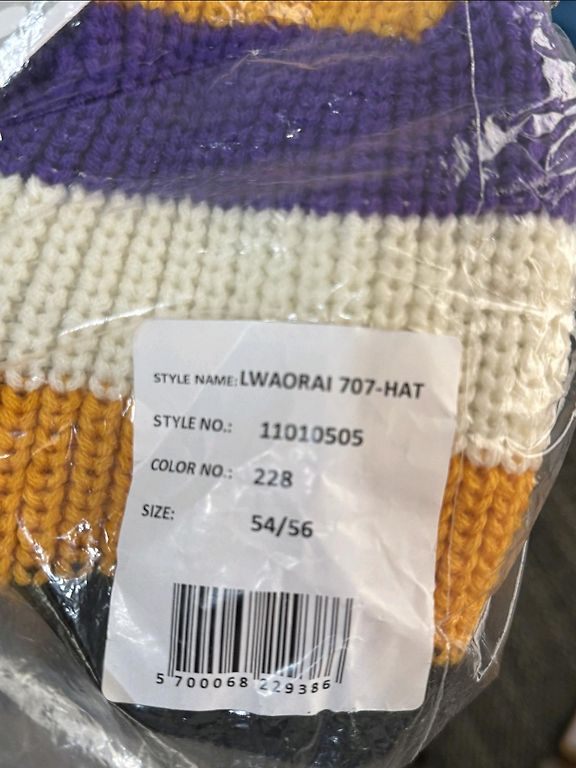 STYLE NAME: LWAORAI 707-HAT
STYLE NO.: 11010505
COLOR NO.: 228
SIZE: 54/56
5 700068 229386